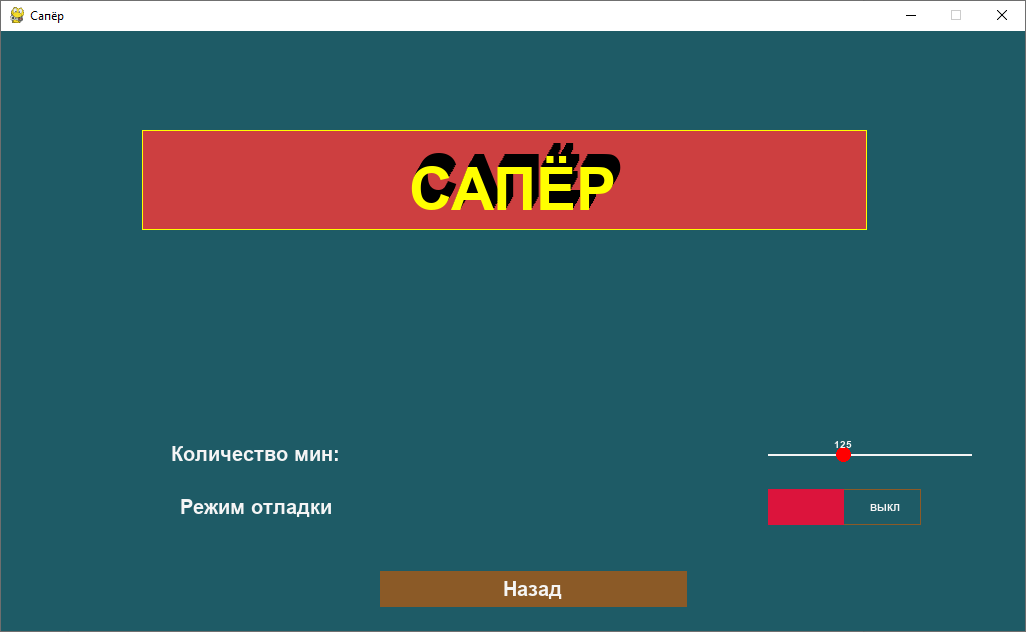 Сапёр
САПЁР
125
Количество мин:
Режим отладки
ВЫКЛ
Назад